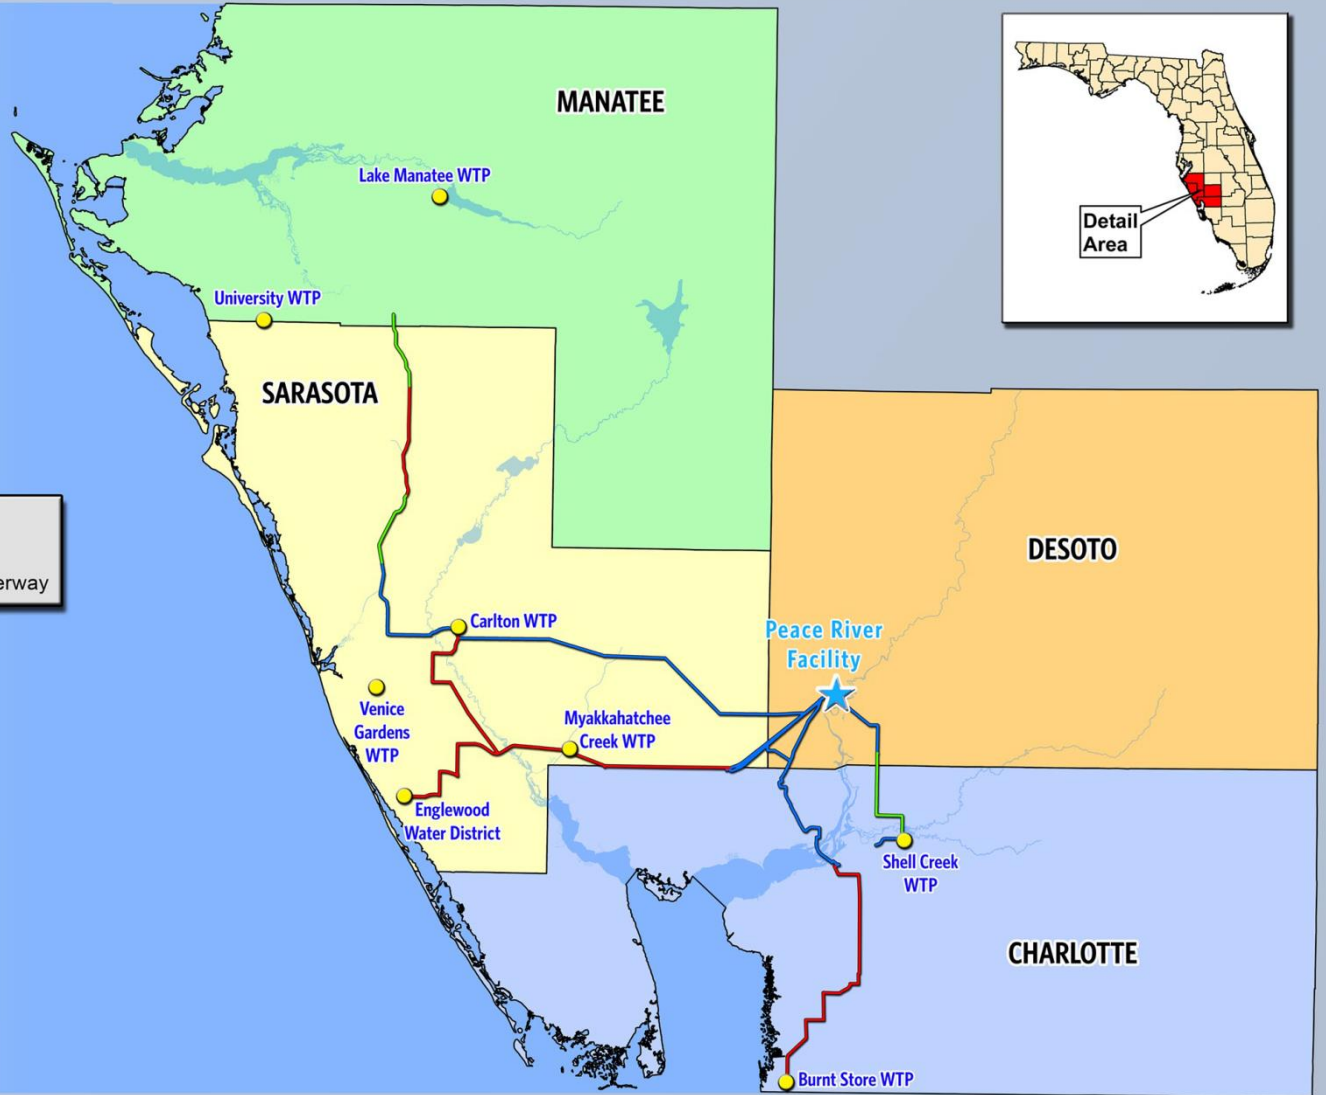 MANATEE
Lake Manatee WTP
Detail
Area
University WTP
SARASOTA
erway
DESOTO
Carlton WTP
Peace River
Facility
Venice
Gardens
WTP
Myakkahatchee
Creek WTP
Englewood
Water District
Shell Creek
WTP
CHARLOTTE
Burnt Store WTP